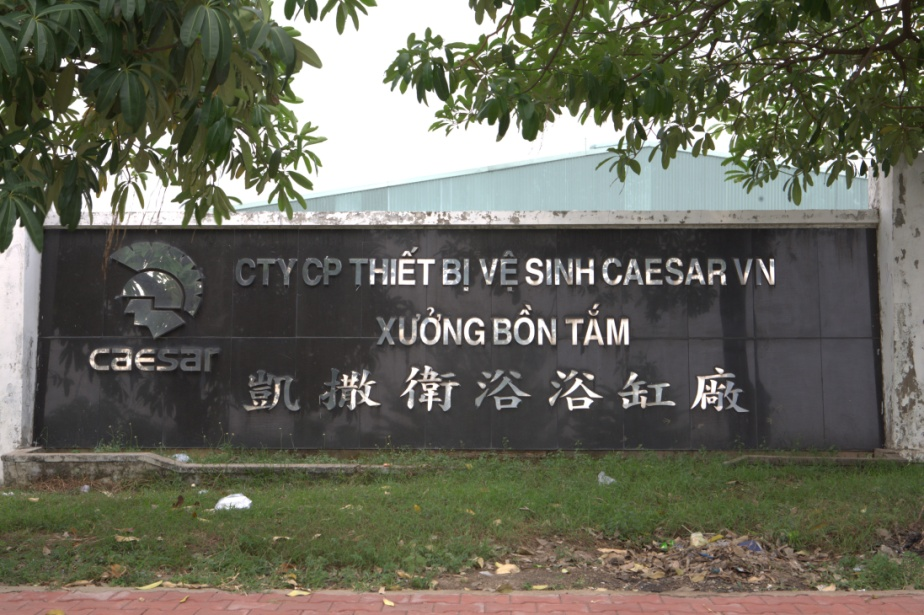 CTY CP THIẾT BỊ VỆ SINH CAESAR VN
caesar
XƯỞNG BỒN TẮM
凱撒衛浴浴缸廠